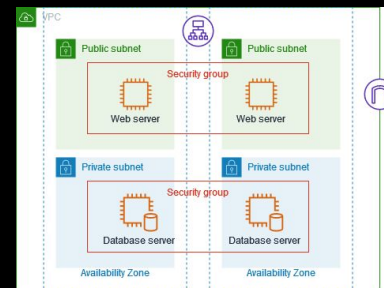 VPC
Public subnet
Public subnet
Security group
Web server
Web server
Private subnet
Private subnet
Security group
Database server
Database server
Availability Zone
Availability Zone